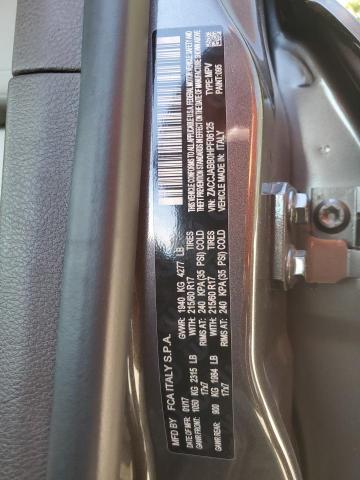 MFD BY FCA ITALY S.P.A.
DATE OF MFR: 01/17 GVWR: 1940 KG 4277 LB
GAWR FRONT: 1050 KG 2315 LB WITH: 215/60 R17 TIRES
17x7 RIMS AT: 240 KPA(35 PSI) COLD
GAWR REAR: 900 KG 1984 LB WITH: 215/60 R17 TIRES
17x7 RIMS AT: 240 KPA(35 PSI) COLD
CONFORMS TO ALL APPLICABLE U.S.A FEDERAL MOTOR VEHICLE SAFETY AND
THEFT PREVENTION STANDARDS IN EFFECT ON THE DATE OF MANUFACTURE SHOWN ABOVE.
VIN: ZACCJABB0HPF06125 TYPE: MPV
VEHICLE MADE IN: ITALY PAINT: 695